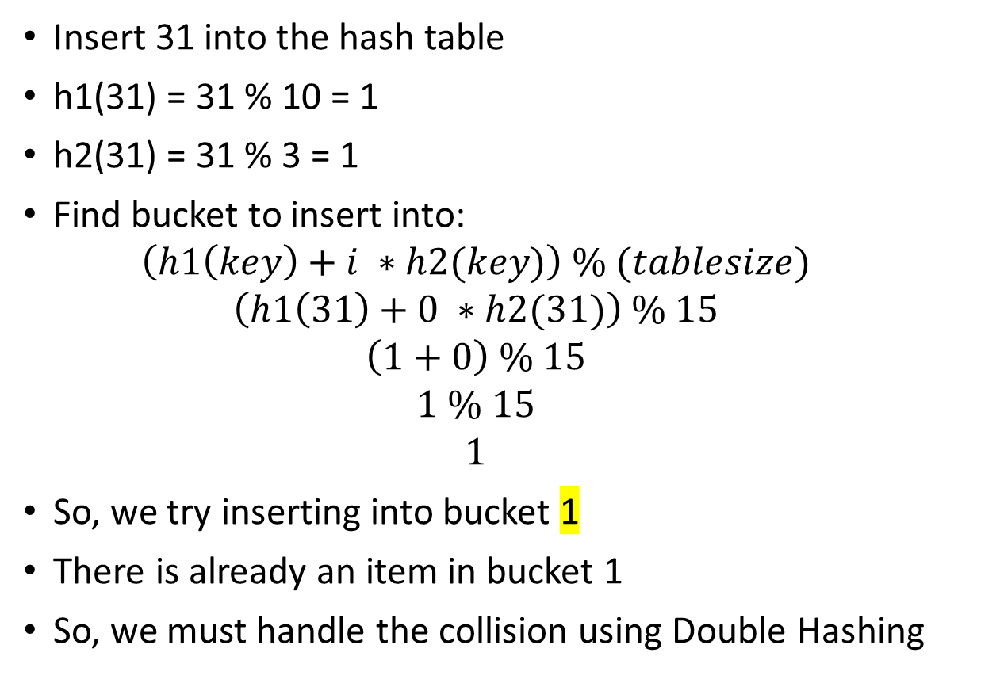 • Insert 31 into the hash table
• h1(31) = 31 % 10 = 1
• h2(31) = 31 % 3 = 1
• Find bucket to insert into:
(h1(key) + i ∗ h2(key)) % (tablesize)
(h1(31) + 0 ∗ h2(31)) % 15
(1 + 0) % 15
1 % 15
1
• So, we try inserting into bucket 1
• There is already an item in bucket 1
• So, we must handle the collision using Double Hashing